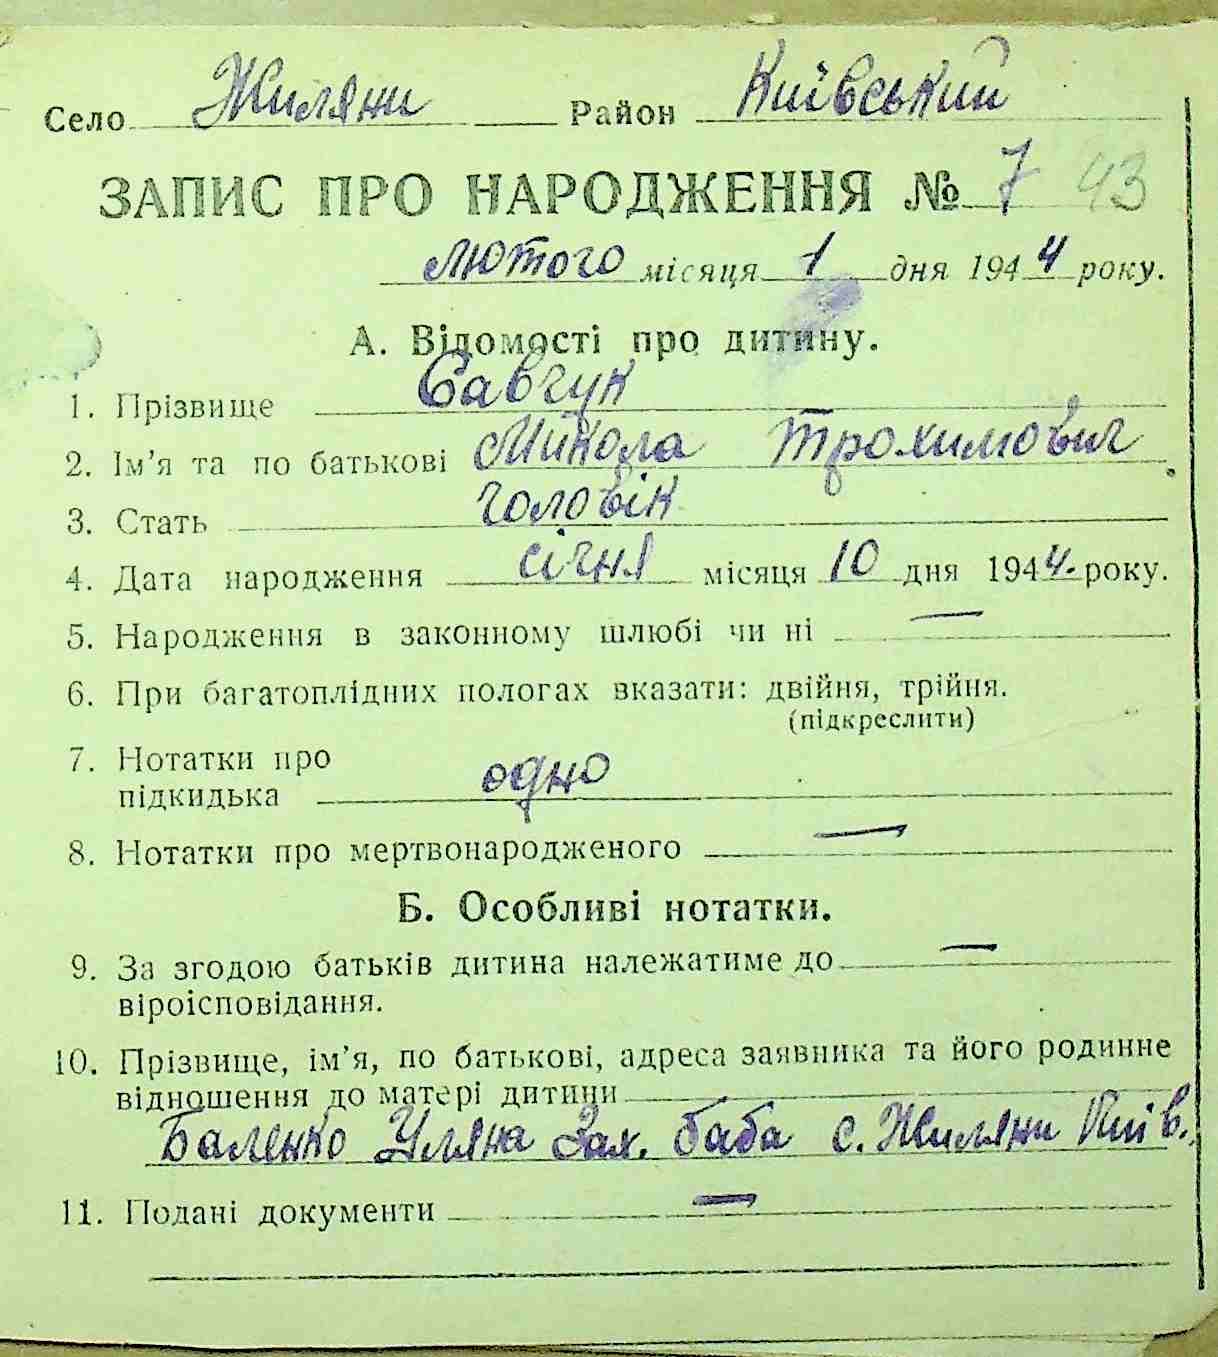 Село Жиляни Район Київський
ЗАПИС ПРО НАРОДЖЕННЯ № 7 43
лютого місяця 1 дня 1944 року.
А. Відомості про дитину.
1. Прізвище Савчук
2. Ім'я та по батькові Микола Трохимович
3. Стать чоловік
4. Дата народження січня місяця 10 дня 1944. року.
5. Народження в законному шлюбі чи ні —
6. При багатоплідних пологах вказати: двійня, трійня.
(підкреслити)
7. Нотатки про
підкидька одно
8. Нотатки про мертвонародженого —
Б. Особливі нотатки.
9. За згодою батьків дитина належатиме до —
віроісповідання.
10. Прізвище, ім'я, по батькові, адреса заявника та його родинне
відношення до матері дитини
Баленко Уляна Зах. баба с. Жиляни Київ.
11. Подані документи —